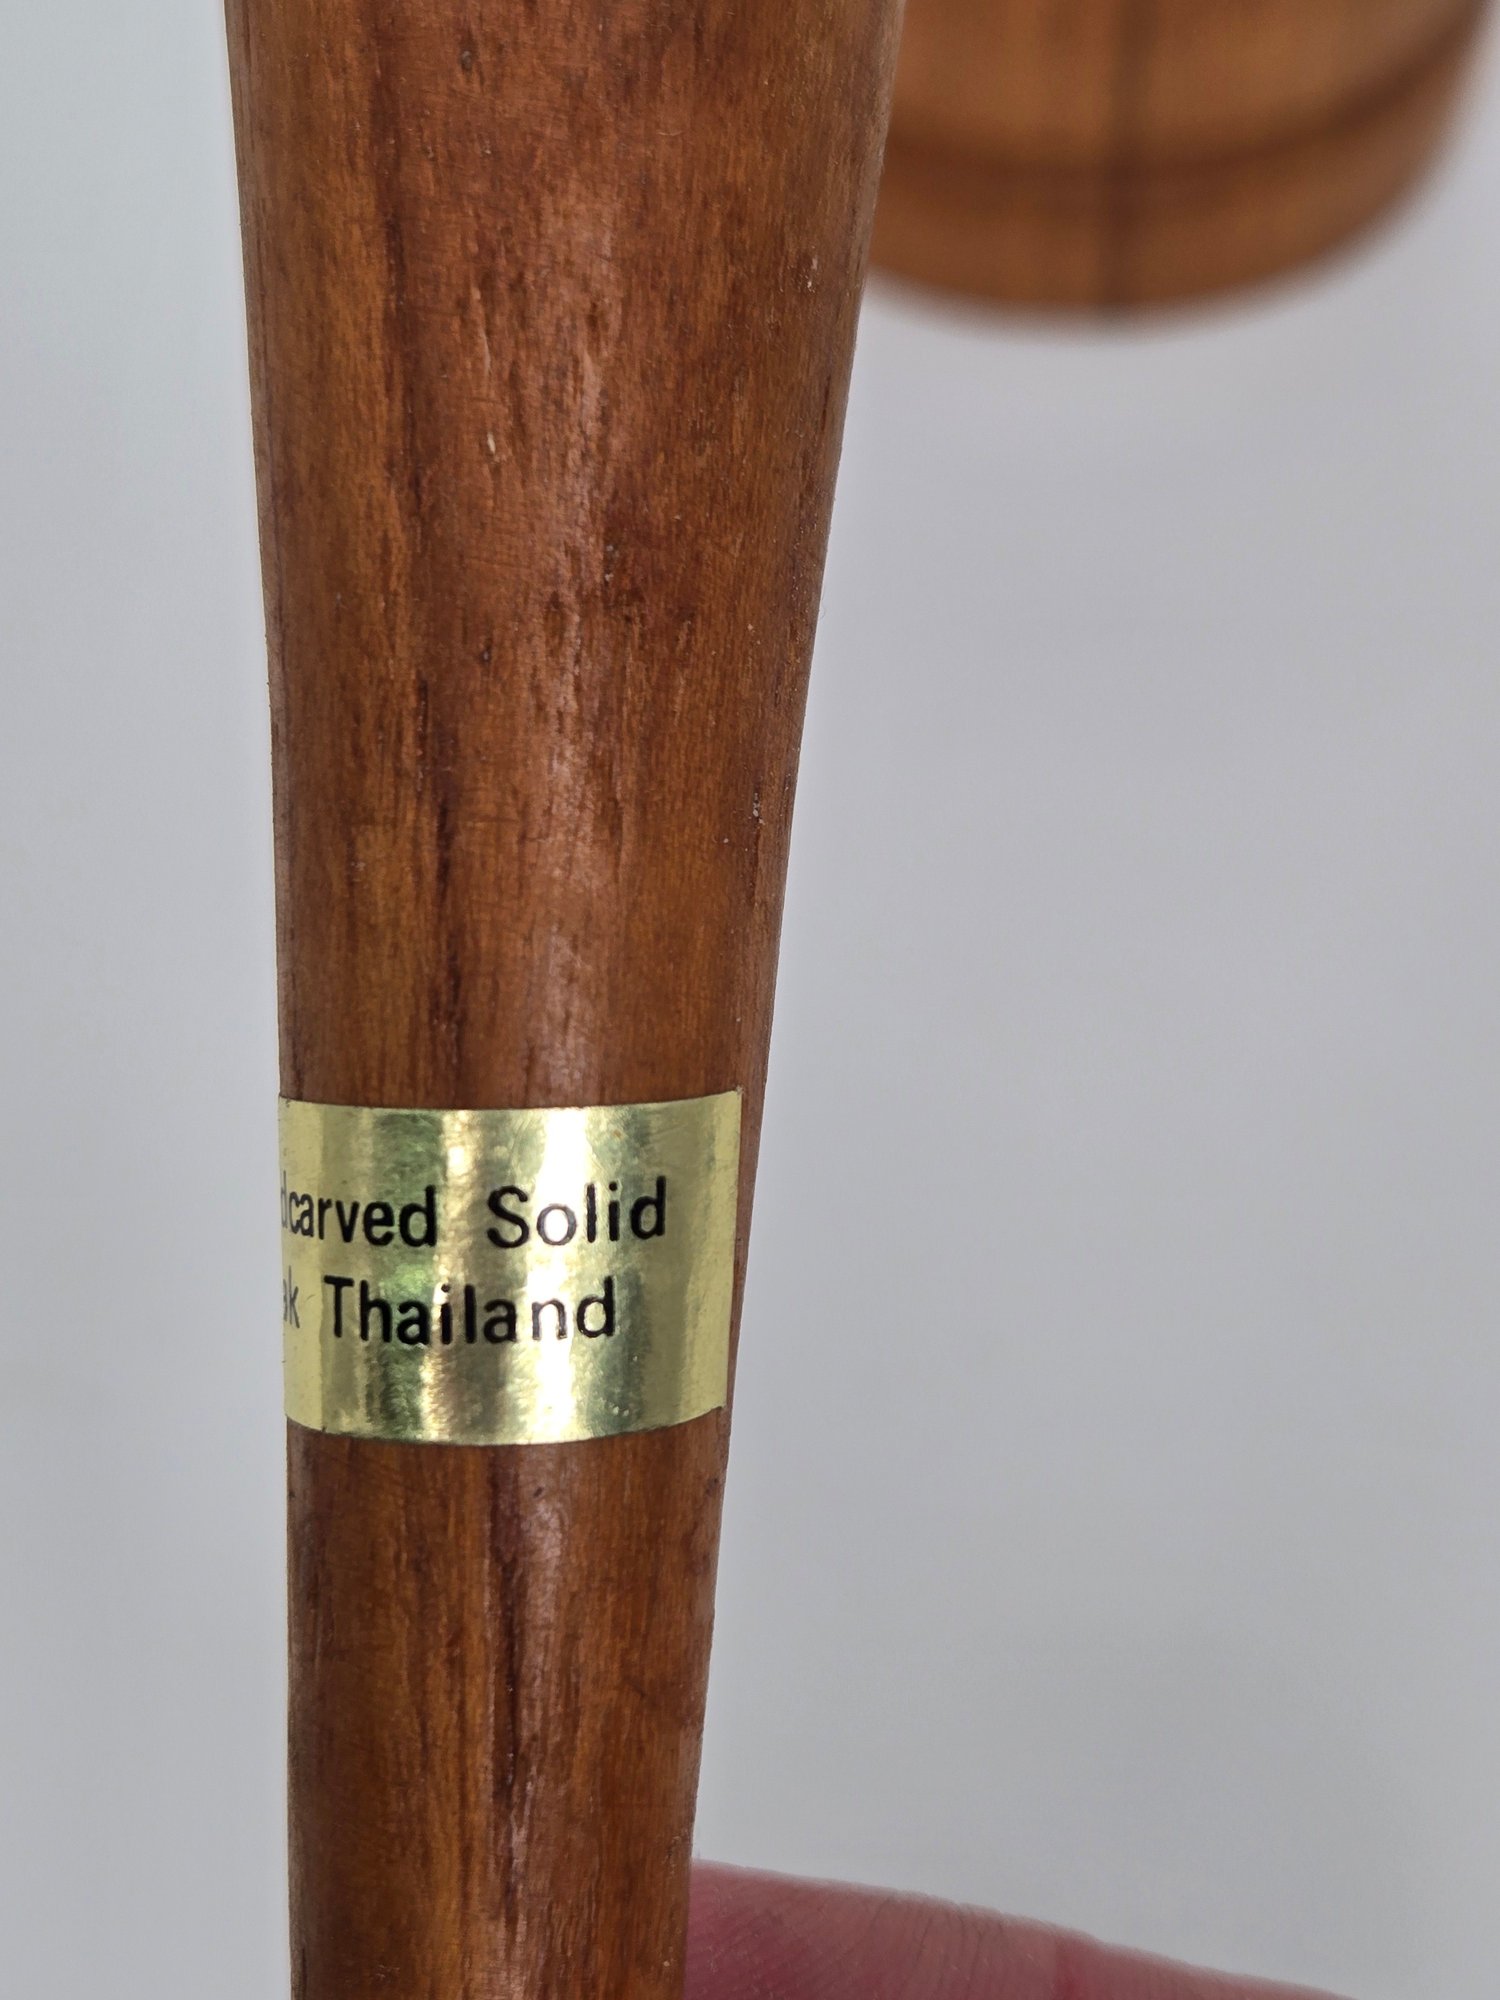 dcarved Solid
ak Thailand